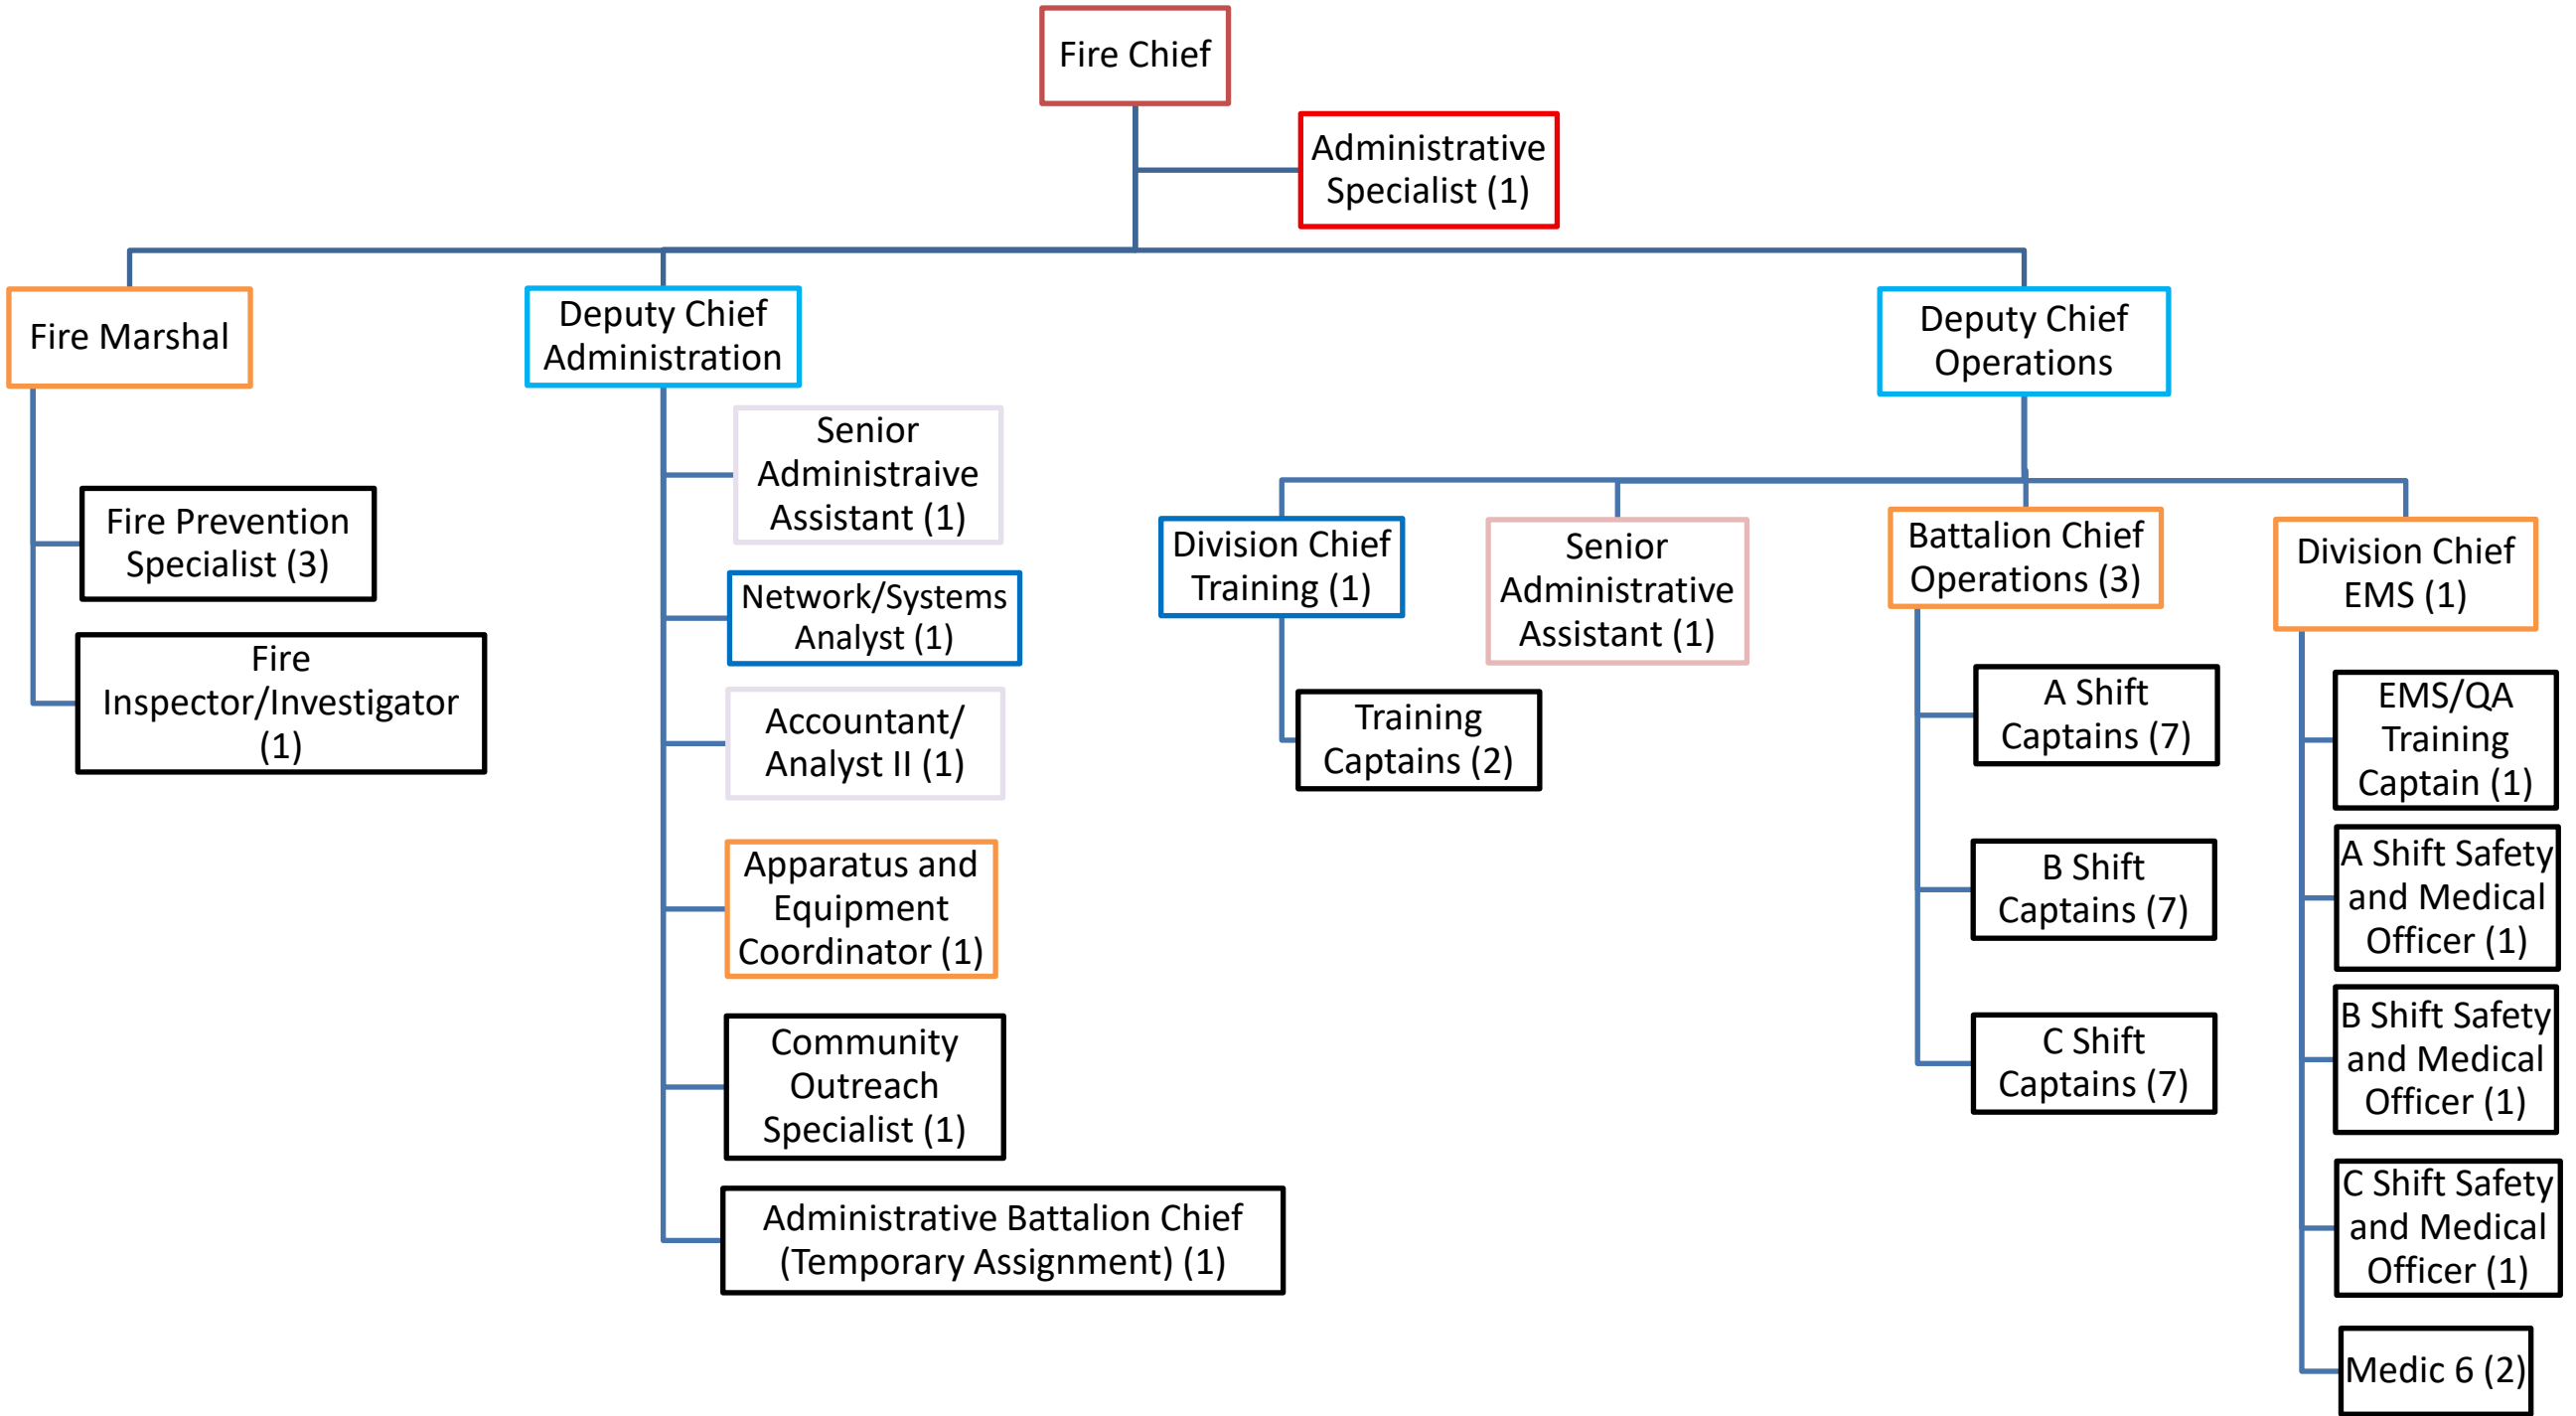 Fire Chief
Administrative
Specialist (1)
Fire Marshal
Fire Prevention
Specialist (3)
Fire
Inspector/Investigator
(1)
Deputy Chief
Administration
Senior
Administraive
Assistant (1)
Network/Systems
Analyst (1)
Accountant/
Analyst II (1)
Apparatus and
Equipment
Coordinator (1)
Community
Outreach
Specialist (1)
Administrative Battalion Chief
(Temporary Assignment) (1)
Deputy Chief
Operations
Division Chief
Training (1)
Training
Captains (2)
Senior
Administrative
Assistant (1)
Battalion Chief
Operations (3)
A Shift
Captains (7)
B Shift
Captains (7)
C Shift
Captains (7)
Division Chief
EMS (1)
EMS/QA
Training
Captain (1)
A Shift Safety
and Medical
Officer (1)
B Shift Safety
and Medical
Officer (1)
C Shift Safety
and Medical
Officer (1)
Medic 6 (2)